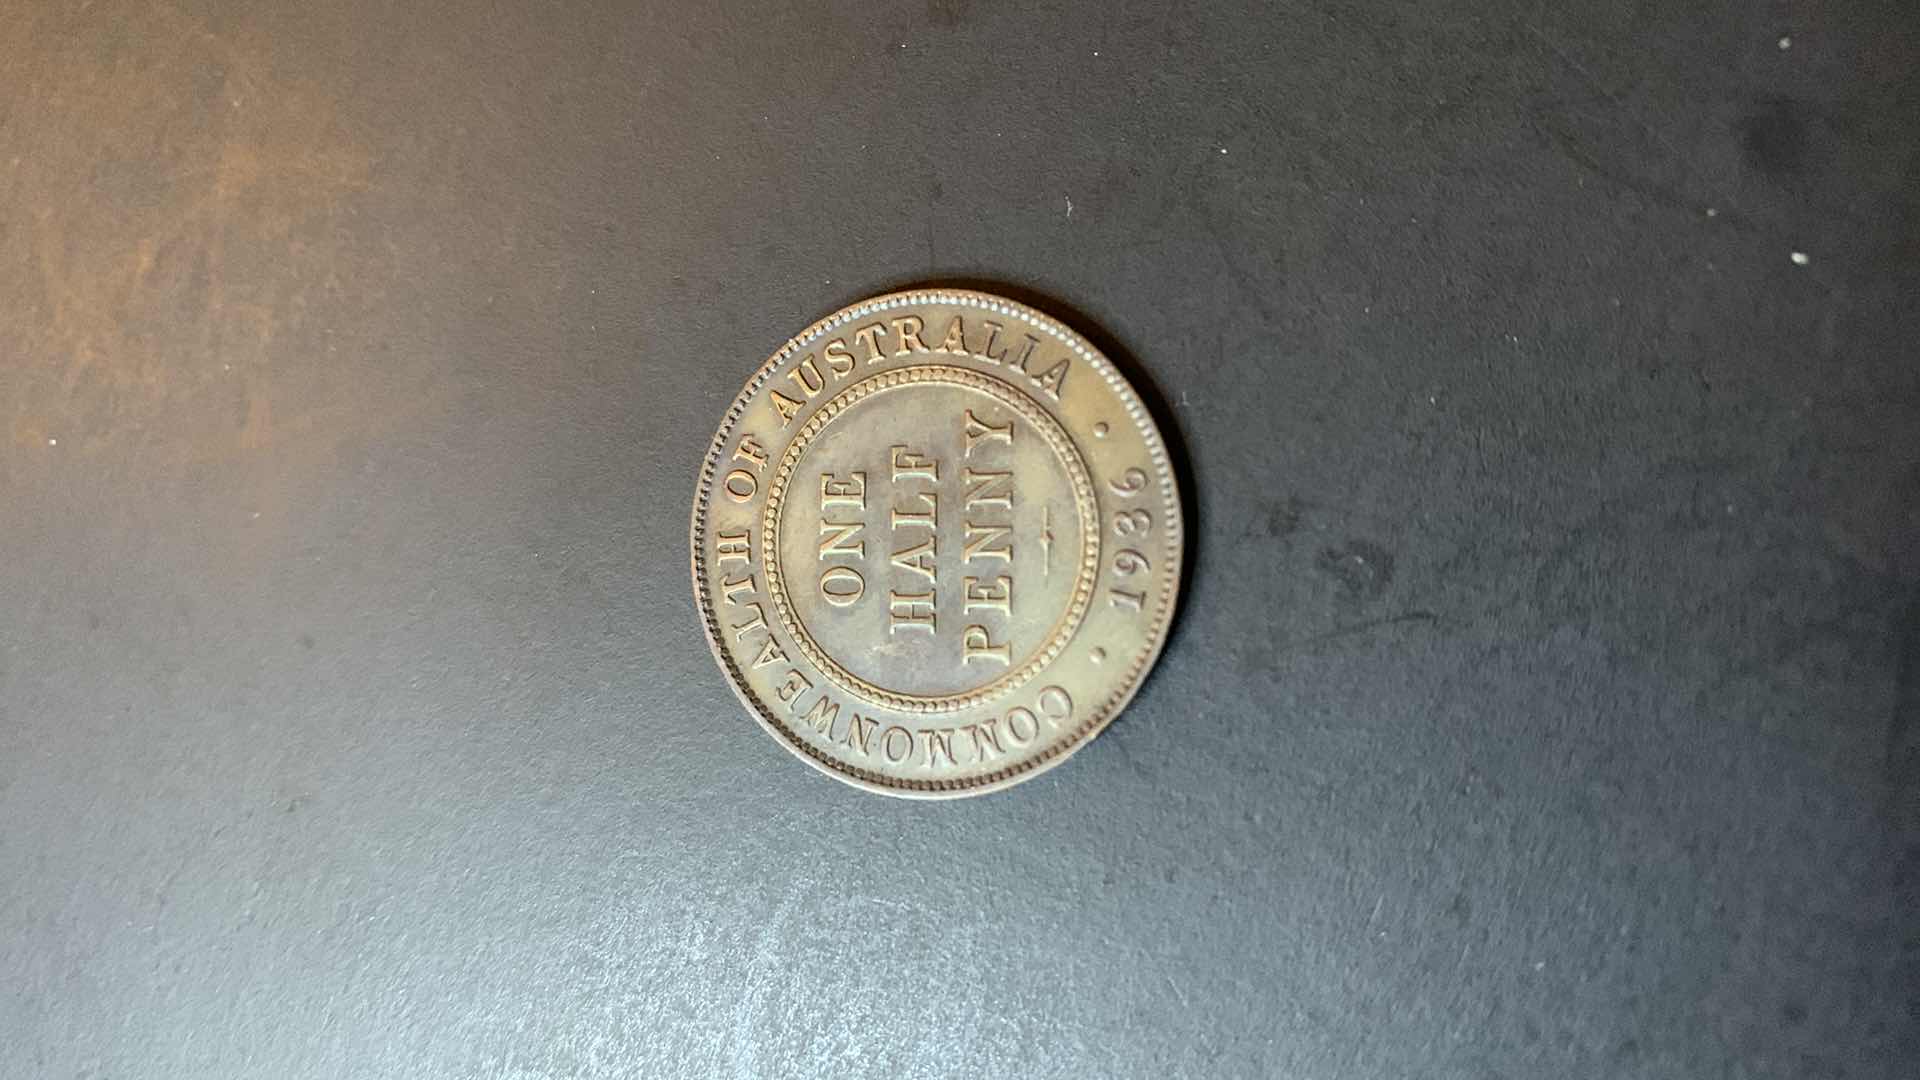 COMMONWEALTH OF AUSTRALIA
ONE
HALF
PENNY
· 1936 ·